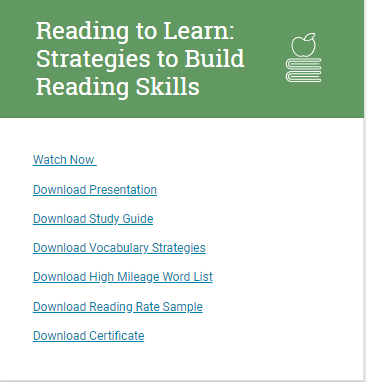 Reading to Learn:
Strategies to Build
Reading Skills
Watch Now
Download Presentation
Download Study Guide
Download Vocabulary Strategies
Download High Mileage Word List
Download Reading Rate Sample
Download Certificate